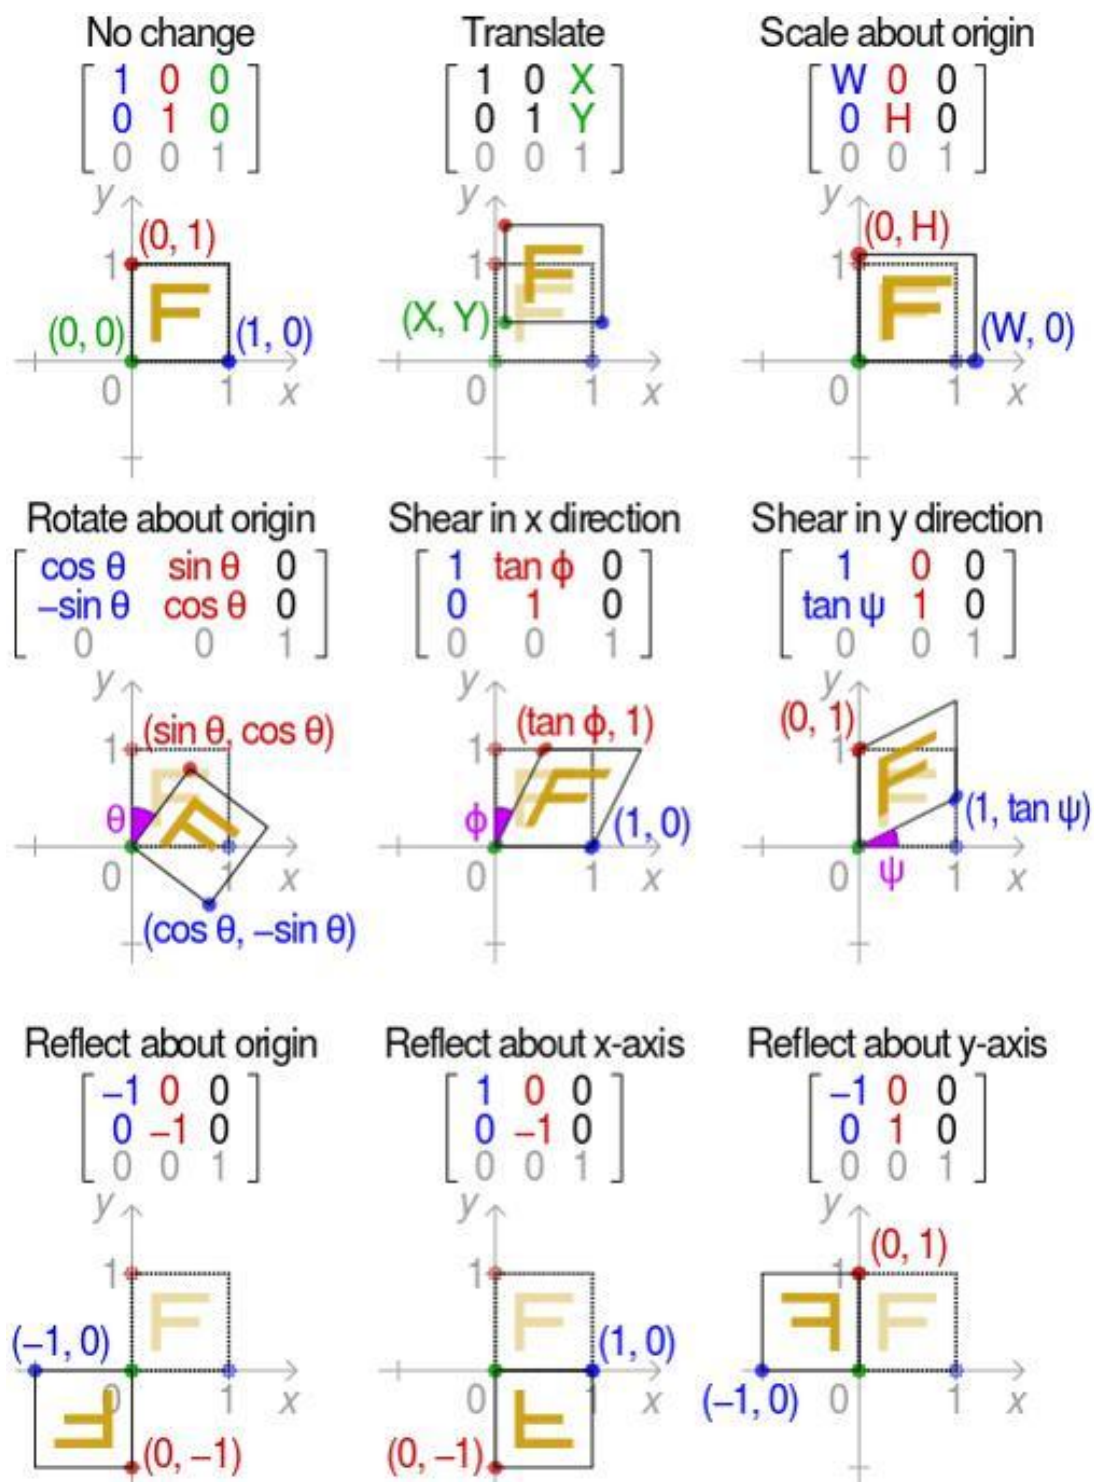 No change
Translate
Scale about origin
1 0 0
0 1 0
0 0 1
1 0 X
0 1 Y
0 0 1
W 0 0
0 H 0
0 0 1
y
(0, 1)
1
(0, 0)
(1, 0)
0
1
x
y
1
(X, Y)
0
1
x
y
(0, H)
1
(W, 0)
0
1
x
Rotate about origin
Shear in x direction
Shear in y direction
cos θ sin θ 0
−sin θ cos θ 0
0 0 1
1 tan ϕ 0
0 1 0
0 0 1
1 0 0
tan ψ 1 0
0 0 1
y
(sin θ, cos θ)
1
θ
F
0
1
x
(cos θ, −sin θ)
y
(tan ϕ, 1)
1
ϕ
F
(1, 0)
0
1
x
y
(0, 1)
1
F
(1, tan ψ)
0
ψ
1
x
Reflect about origin
Reflect about x-axis
Reflect about y-axis
−1 0 0
0 −1 0
0 0 1
1 0 0
0 −1 0
0 0 1
−1 0 0
0 1 0
0 0 1
y
1
F
(−1, 0)
0
1
x
F
(0, −1)
y
1
F
(1, 0)
0
1
x
F
(0, −1)
y
(0, 1)
1
F
F
(−1, 0)
0
1
x